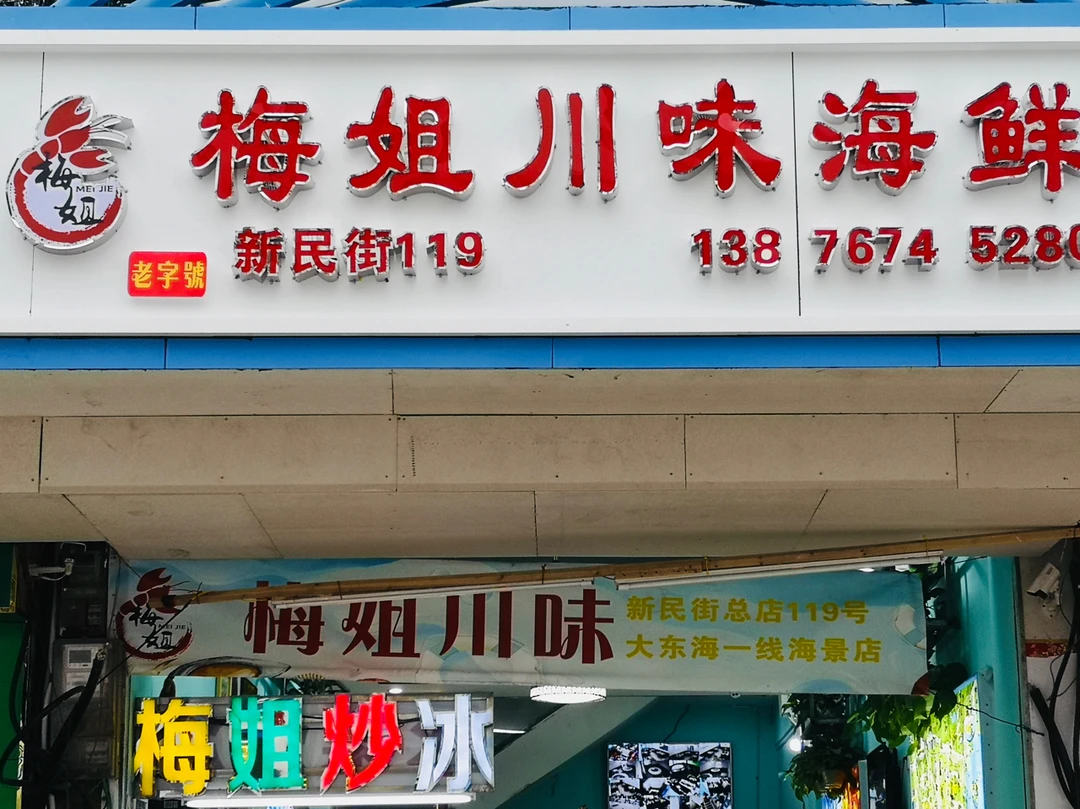 梅姐川味海鲜
梅姐
MEI JIE
老字號
新民街119
138 7674 5280
梅姐
MEI JIE
梅姐川味
新民街总店119号
大东海一线海景店
梅姐炒冰